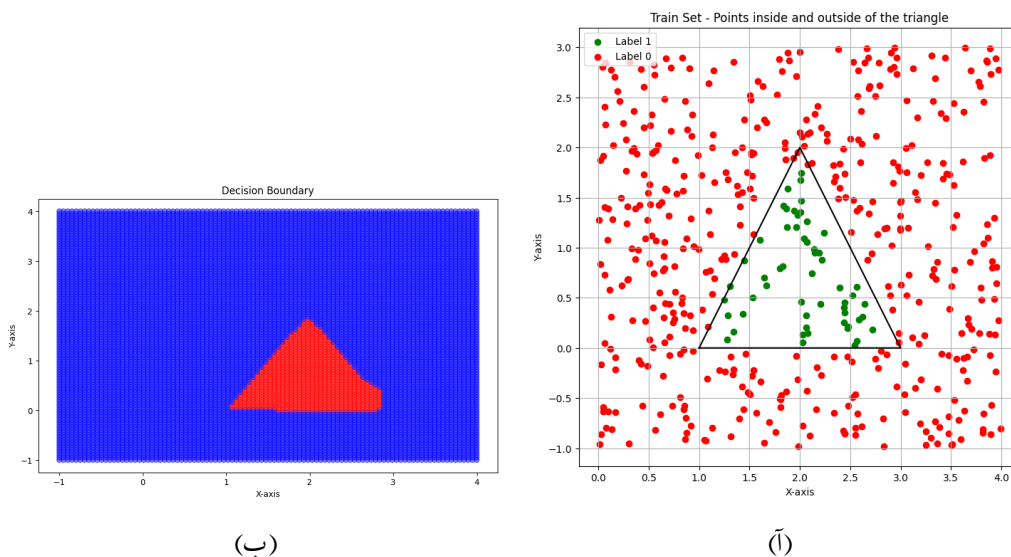 Train Set - Points inside and outside of the triangle
Label 1
Label 0
3.0
2.5
2.0
1.5
1.0
0.5
0.0
−0.5
−1.0
Y-axis
0.0 0.5 1.0 1.5 2.0 2.5 3.0 3.5 4.0
X-axis
(آ)
Decision Boundary
4
3
2
1
0
−1
Y-axis
−1 0 1 2 3 4
X-axis
(ب)